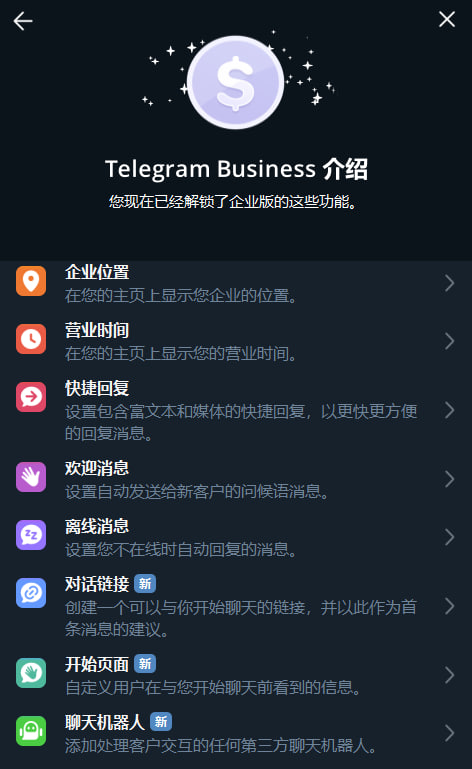 Telegram Business 介绍
您现在已经解锁了企业版的这些功能。
企业位置
在您的主页上显示您企业的位置。
营业时间
在您的主页上显示您的营业时间。
快捷回复
设置包含富文本和媒体的快捷回复，以更快更方便
的回复消息。
欢迎消息
设置自动发送给新客户的问候语消息。
离线消息
设置您不在线时自动回复的消息。
对话链接 新
创建一个可以与你开始聊天的链接，并以此作为首
条消息的建议。
开始页面 新
自定义用户在与您开始聊天前看到的信息。
聊天机器人 新
添加处理客户交互的任何第三方聊天机器人。